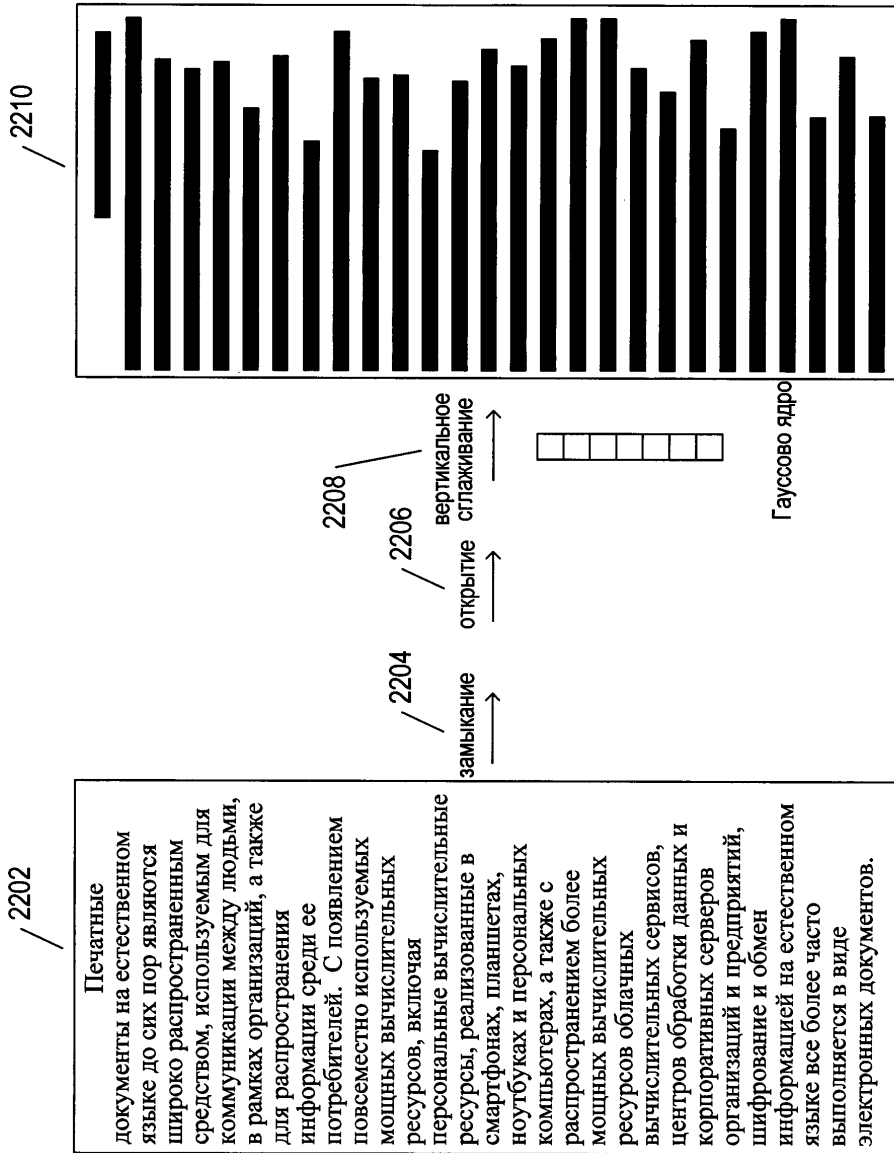 2202
Печатные
документы на естественном
языке до сих пор являются
широко распространенным
средством, используемым для
коммуникации между людьми,
в рамках организаций, а также
для распространения
информации среди ее
потребителей. С появлением
повсеместно используемых
мощных вычислительных
ресурсов, включая
персональные вычислительные
ресурсы, реализованные в
смартфонах, планшетах,
ноутбуках и персональных
компьютерах, а также с
распространением более
мощных вычислительных
ресурсов облачных
вычислительных сервисов,
центров обработки данных и
корпоративных серверов
организаций и предприятий,
шифрование и обмен
информацией на естественном
языке все более часто
выполняется в виде
электронных документов.
2204
замыкание
2206
открытие
2208
вертикальное
сглаживание
Гауссово ядро
2210